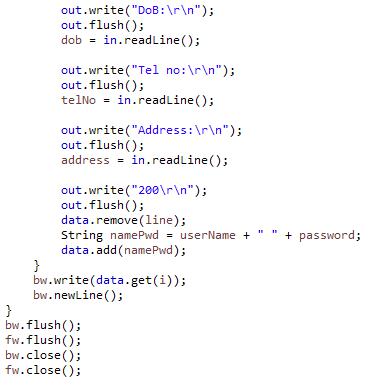 out.write("DoB:\r\n");
out.flush();
dob = in.readLine();
out.write("Tel no:\r\n");
out.flush();
telNo = in.readLine();
out.write("Address:\r\n");
out.flush();
address = in.readLine();
out.write("200\r\n");
out.flush();
data.remove(line);
String namePwd = userName + " " + password;
data.add(namePwd);
}
bw.write(data.get(i));
bw.newLine();
}
bw.flush();
fw.flush();
bw.close();
fw.close();